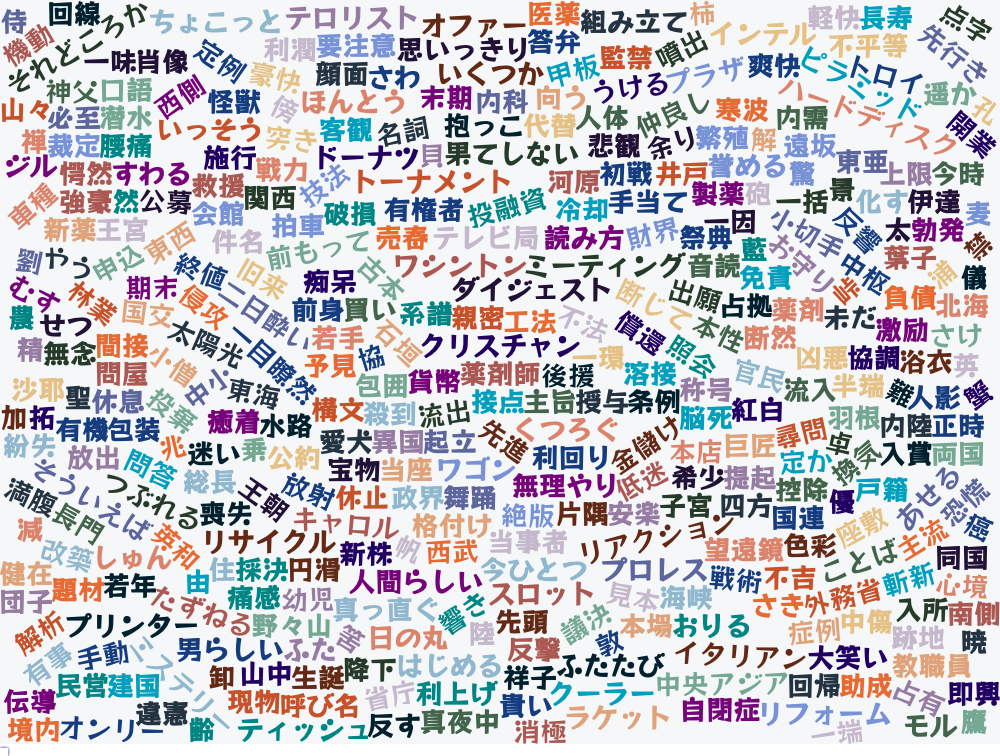 侍
回線
ちょこっと
テロリスト
オファー
医薬
組み立て
柿
軽快
長寿
点字
機動
それどころか
一味
肖像
定例
利潤
要注意
思いっきり
答弁
監禁
噴出
インテル
不平等
先行き
神父
口語
西側
豪快
顔面
さわ
いくつか
甲板
うける
プラザ
爽快
ピラミッド
トロイ
遥か
孔
山々
必至
潜水
怪獣
傍
ほんとう
末期
内科
向う
人体
仲良し
寒波
内需
ハードディスク
開業
禅
裁定
腰痛
いっそう
突き
客観
名詞
抱っこ
代替
悲観
余り
繁殖
解
遠坂
ジル
愕然
すわる
施行
戦力
ドーナツ
貝
果てしない
初戦
井戸
誉める
驚
東亜
上限
今時
車種
強豪
然
公募
救援
関西
技法
トーナメント
河原
手当て
製薬
砲
一括
景
化す
伊達
麦
新薬
王宮
会館
拍車
破損
有権者
投融資
冷却
一因
小切手
反響
太
勃発
桃
件名
前もって
売春
テレビ局
読み方
財界
祭典
藍
お守り
中枢
葉子
浦
儀
劉
やう
申込
東西
終値
旧来
痴呆
古本
ワシントン
ミーティング
音読
免責
当
負債
北海
むす
林業
期末
侵攻
二日酔い
前身
買い
ダイジェスト
断じて
出願
占拠
薬剤
未だ
激励
さけ
農
せつ
国交
太陽光
一目瞭然
若手
石垣
系譜
親密
工法
不法
償還
本性
断然
精
無念
間接
小僧
予見
協
クリスチャン
一環
照会
凶悪
協調
浴衣
英
問屋
幼少
東海
包囲
貨幣
薬剤師
後援
溶接
官民
流入
半端
難
人影
蟹
沙耶
聖
休息
投薬
癒着
水路
横文
殺到
流出
接点
主旨
授与
条例
称号
脳死
紅白
羽根
内陸
正時
加
拓
有機
包装
紛失
放出
問答
兆
迷い
乗
公約
愛犬
異国
起立
先進
くつろぐ
利回り
金儲け
本店
巨匠
尋問
卓
換気
入賞
両国
そういえば
総長
王朝
放射
宝物
当座
ワゴン
無理やり
低迷
希少
提起
定か
控除
優
戸籍
あせる
恐慌
満腹
長門
つぶれる
喪失
休止
政界
舞踊
絶版
片隅
安楽
子宮
四方
国連
座敷
癌
減
改築
しゅん
英和
リサイクル
キャロル
格付け
当事者
リアクション
望遠鏡
色彩
ことば
主流
同国
健在
団子
題材
若年
由
住
採決
円滑
新株
帆
西武
今ひとつ
プロレス
戦術
不吉
斬新
心境
たずねる
痛感
幼児
人間らしい
スロット
見本
海峡
さき
外務省
入所
南側
解析
プリンター
野々山
真っ直ぐ
響き
先頭
議決
本場
おりる
症例
中傷
跡地
暁
有事
手動
ミステリー
男らしい
ふた
善
日の丸
陸
反撃
敦
イタリアン
大笑い
教職員
伝導
民営
建国
卸
山中
生誕
降下
はじめる
祥子
ふたたび
中央アジア
回帰
助成
占有
即興
境内
オンリー
違憲
齢
現物
呼び名
省庁
利上げ
貴い
クーラー
自閉症
リフォーム
ティッシュ
反す
真夜中
消極
ラケット
一端
モル
鷹